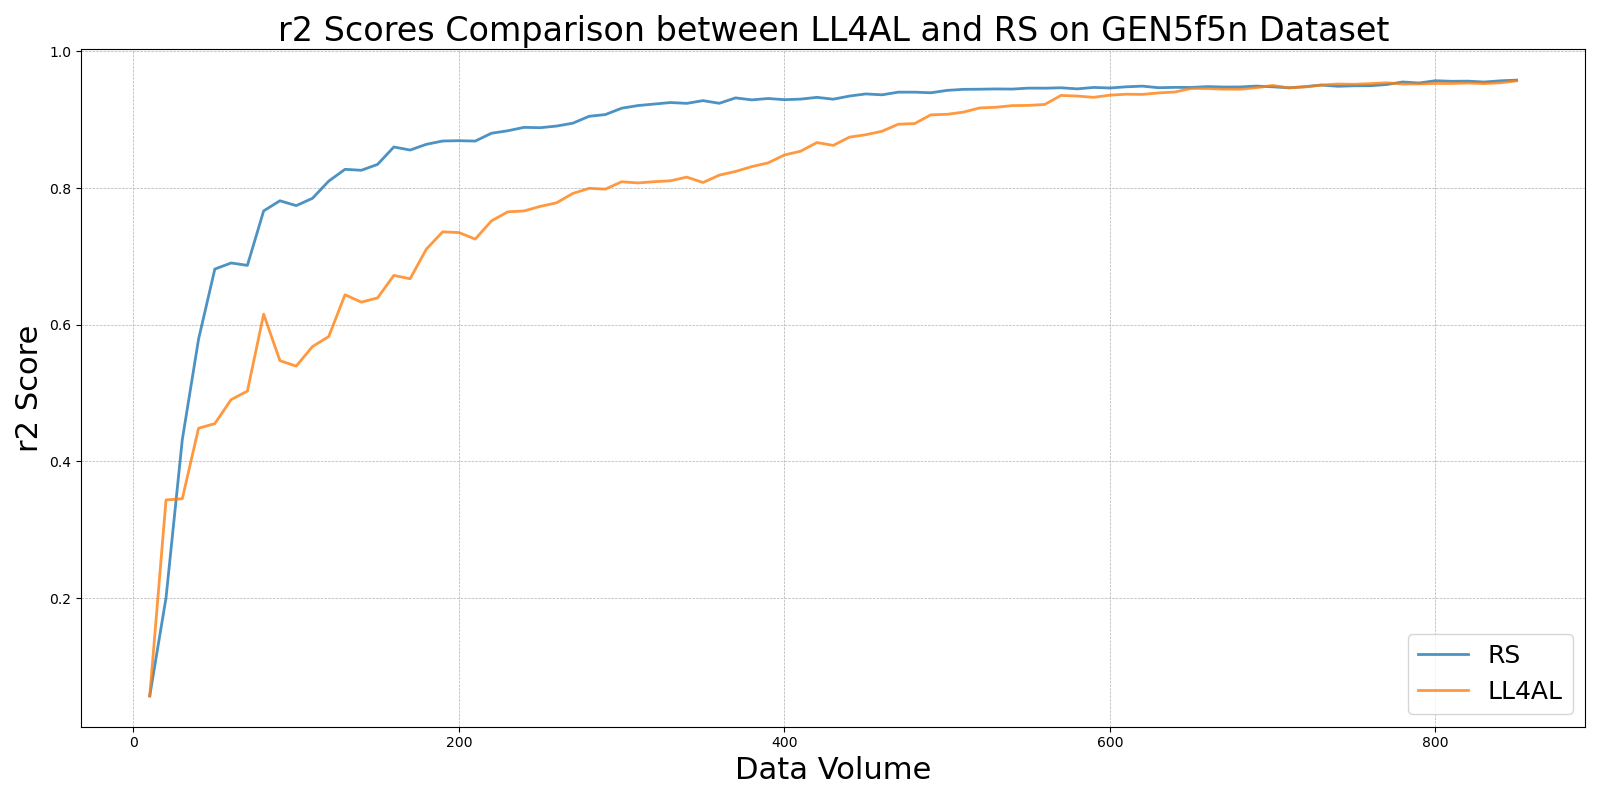 r2 Scores Comparison between LL4AL and RS on GEN5f5n Dataset
1.0
0.8
0.6
0.4
0.2
r2 Score
0 200 400 600 800
Data Volume
RS
LL4AL